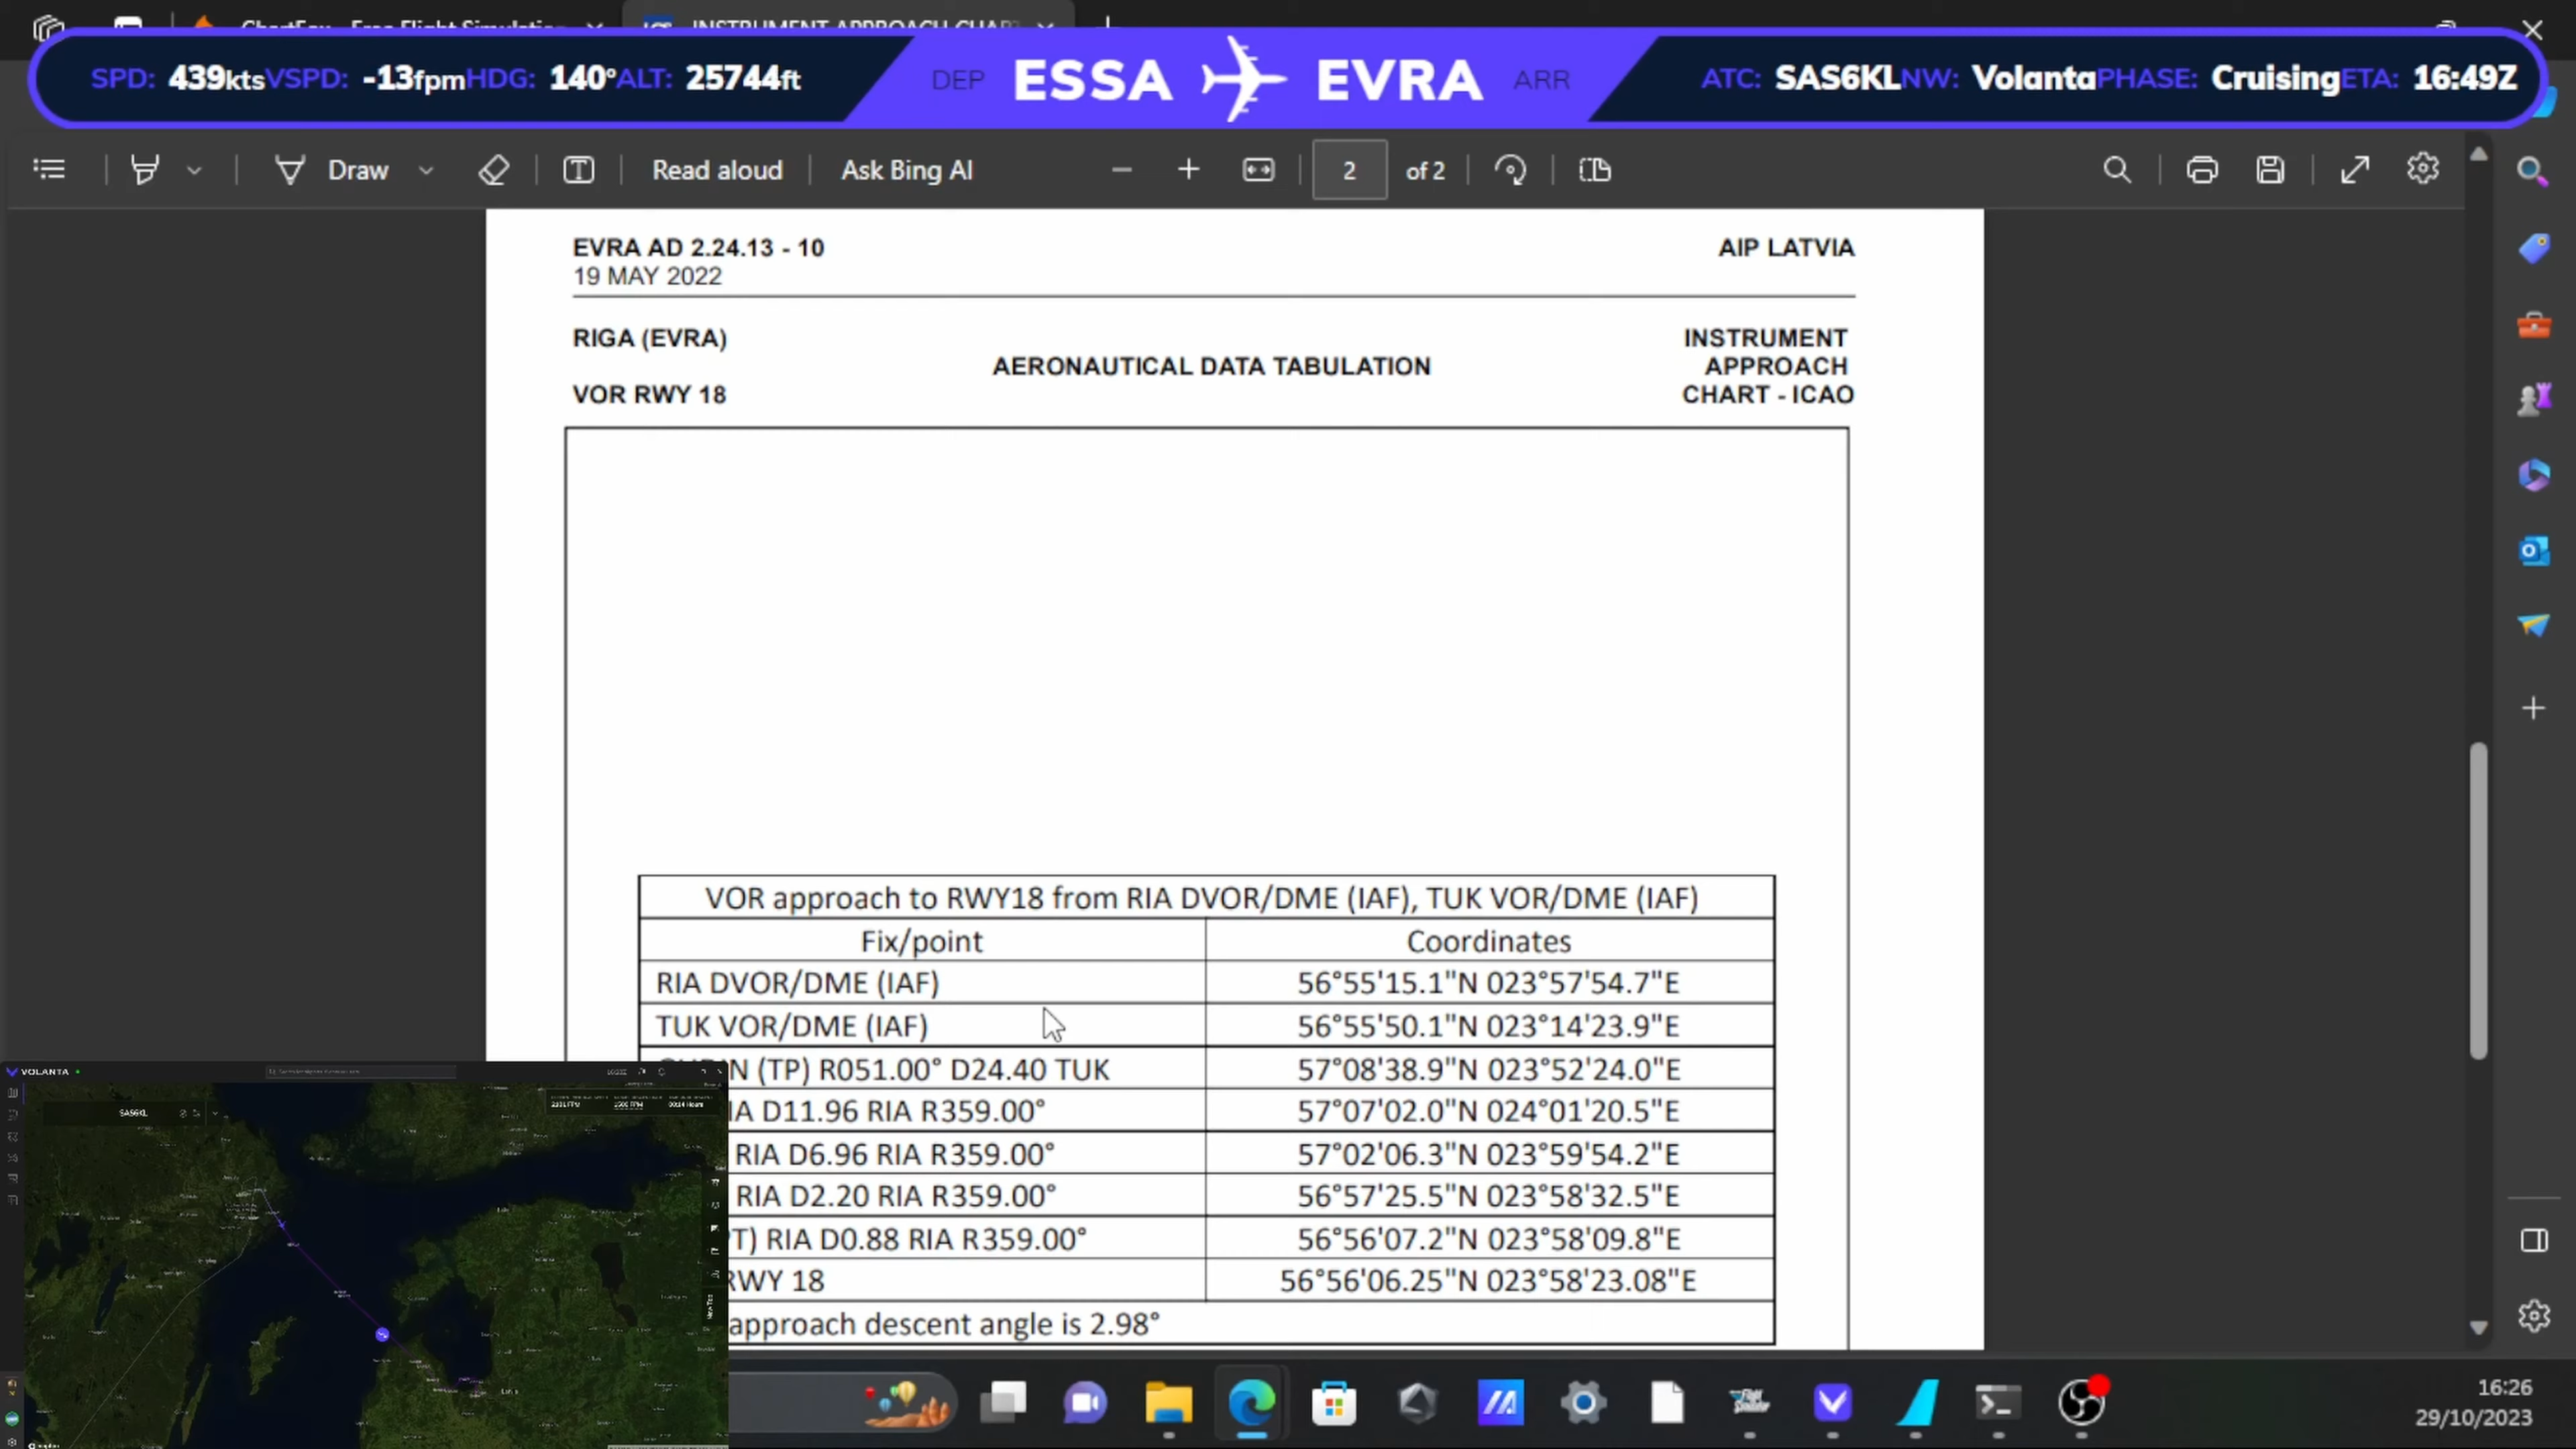 SPD: 439kts VSPD: -13fpm HDG: 140° ALT: 25744ft DEP ESSA EVRA ARR ATC: SAS6KL NW: Volanta PHASE: Cruising ETA: 16:49Z
Draw Read aloud Ask Bing AI 2 of 2
EVRA AD 2.24.13 - 10 AIP LATVIA
19 MAY 2022
RIGA (EVRA) INSTRUMENT
AERONAUTICAL DATA TABULATION APPROACH
VOR RWY 18 CHART - ICAO
VOR approach to RWY18 from RIA DVOR/DME (IAF), TUK VOR/DME (IAF)
Fix/point Coordinates
RIA DVOR/DME (IAF) 56°55'15.1"N 023°57'54.7"E
TUK VOR/DME (IAF) 56°55'50.1"N 023°14'23.9"E
(TP) R051.00° D24.40 TUK 57°08'38.9"N 023°52'24.0"E
D11.96 RIA R359.00° 57°07'02.0"N 024°01'20.5"E
RIA D6.96 RIA R359.00° 57°02'06.3"N 023°59'54.2"E
RIA D2.20 RIA R359.00° 56°57'25.5"N 023°58'32.5"E
RIA D0.88 RIA R359.00° 56°56'07.2"N 023°58'09.8"E
RWY 18 56°56'06.25"N 023°58'23.08"E
approach descent angle is 2.98°
VOLANTA
SAS6KL
16:26
29/10/2023